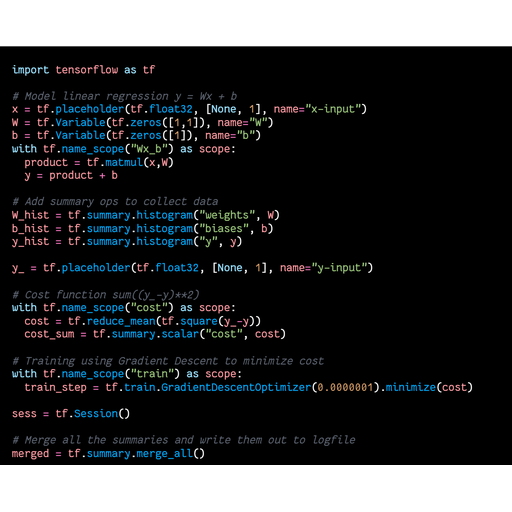 import tensorflow as tf
# Model linear regression y = Wx + b
x = tf.placeholder(tf.float32, [None, 1], name="x-input")
W = tf.Variable(tf.zeros([1,1]), name="W")
b = tf.Variable(tf.zeros([1]), name="b")
with tf.name_scope("Wx_b") as scope:
  product = tf.matmul(x,W)
  y = product + b
# Add summary ops to collect data
W_hist = tf.summary.histogram("weights", W)
b_hist = tf.summary.histogram("biases", b)
y_hist = tf.summary.histogram("y", y)
y_ = tf.placeholder(tf.float32, [None, 1], name="y-input")
# Cost function sum((y_-y)**2)
with tf.name_scope("cost") as scope:
  cost = tf.reduce_mean(tf.square(y_-y))
  cost_sum = tf.summary.scalar("cost", cost)
# Training using Gradient Descent to minimize cost
with tf.name_scope("train") as scope:
  train_step = tf.train.GradientDescentOptimizer(0.0000001).minimize(cost)
sess = tf.Session()
# Merge all the summaries and write them out to logfile
merged = tf.summary.merge_all()